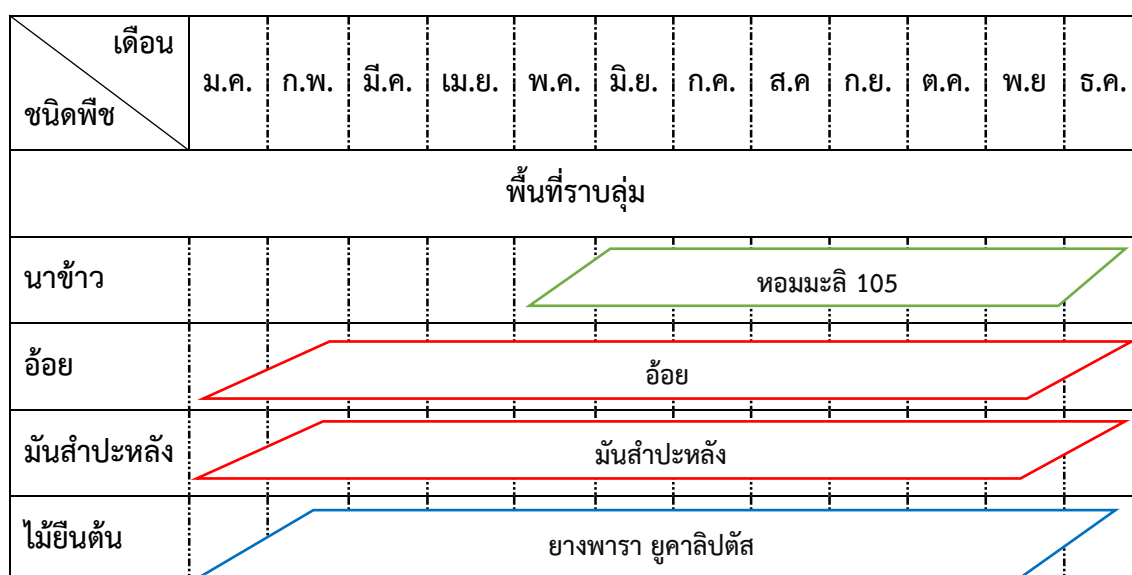 เดือน
ชนิดพืช
ม.ค. ก.พ. มี.ค. เม.ย. พ.ค. มิ.ย. ก.ค. ส.ค ก.ย. ต.ค. พ.ย ธ.ค.
พื้นที่ราบลุ่ม
นาข้าว หอมมะลิ 105
อ้อย อ้อย
มันสำปะหลัง มันสำปะหลัง
ไม้ยืนต้น ยางพารา ยูคาลิปตัส